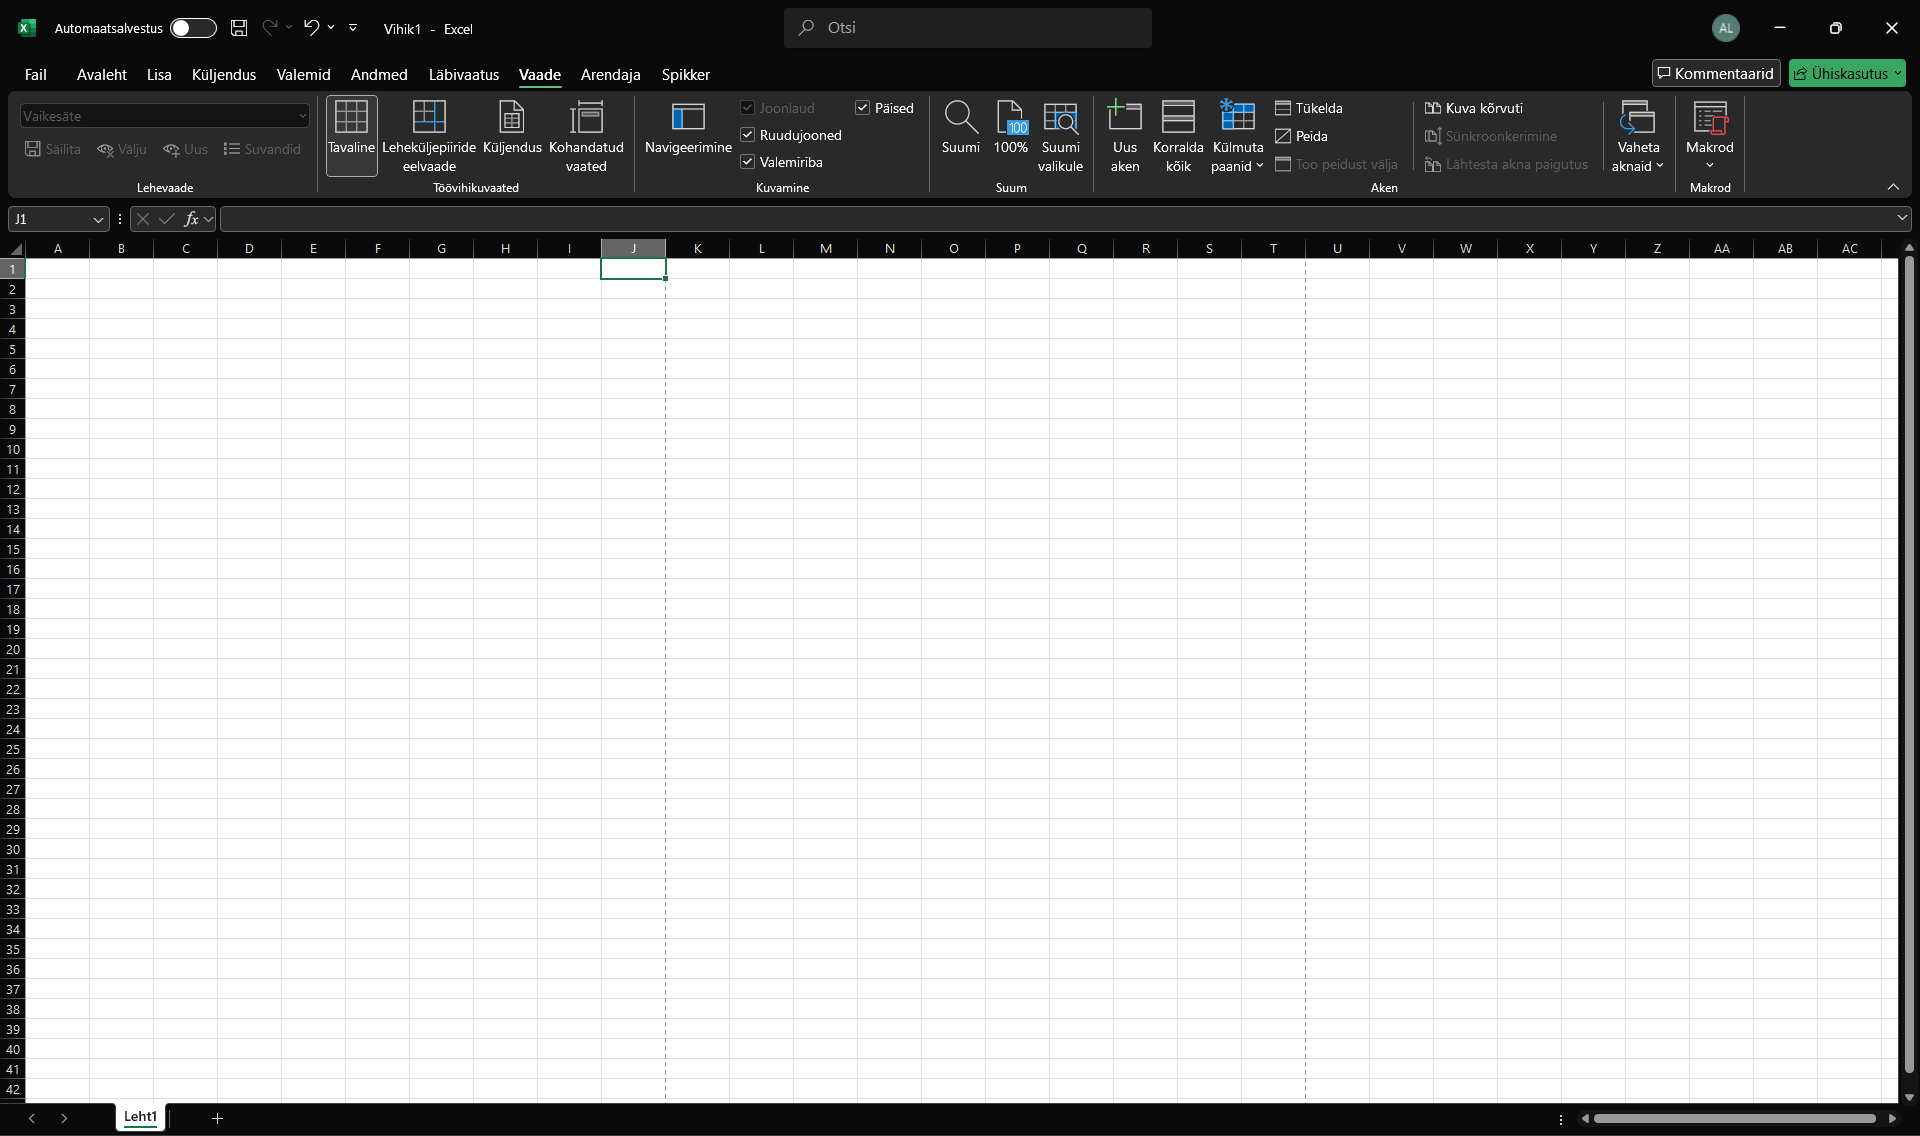 Automaatsalvestus
Vihik1 - Excel
Otsi
AL
Fail Avaleht Lisa Küljendus Valemid Andmed Läbivaatus Vaade Arendaja Spikker
Kommentaarid Ühiskasutus
Vaikesäte
Säilita Välju Uus Suvandid
Lehevaade
Tavaline
Leheküljepiiride
eelvaade
Küljendus
Kohandatud
vaated
Töövihikuvaated
Navigeerimine
Joonlaud
Päised
Ruudujooned
Valemiriba
Kuvamine
Suumi
100
100%
Suumi
valikule
Suum
Uus
aken
Korralda
kõik
Külmuta
paanid
Tükelda
Peida
Too peidust välja
Kuva kõrvuti
Sünkroonkerimine
Lähtesta akna paigutus
Vaheta
aknaid
Aken
Makrod
Makrod
J1
fx
A B C D E F G H I J K L M N O P Q R S T U V W X Y Z AA AB AC
1
2
3
4
5
6
7
8
9
10
11
12
13
14
15
16
17
18
19
20
21
22
23
24
25
26
27
28
29
30
31
32
33
34
35
36
37
38
39
40
41
42
Leht1